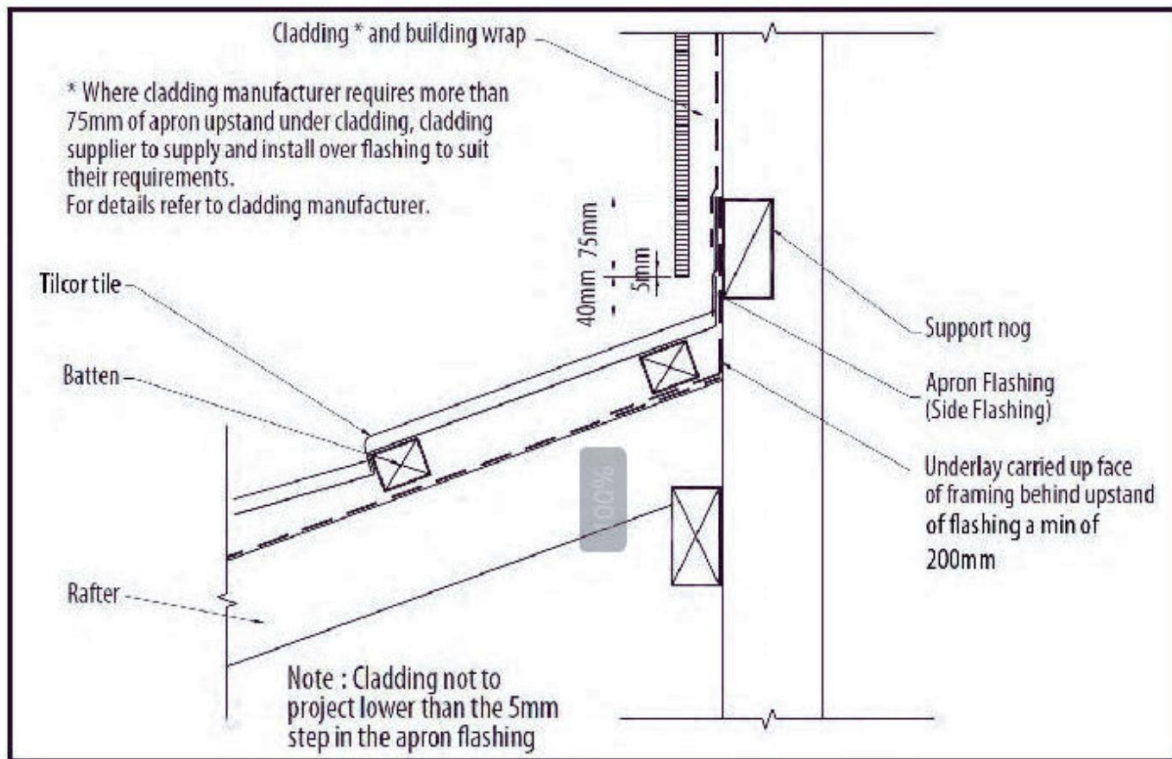 Cladding * and building wrap
* Where cladding manufacturer requires more than
75mm of apron upstand under cladding, cladding
supplier to supply and install over flashing to suit
their requirements.
For details refer to cladding manufacturer.
75mm
40mm
5mm
Tilcor tile
Batten
Support nog
Apron Flashing
(Side Flashing)
Underlay carried up face
of framing behind upstand
of flashing a min of
200mm
100%
Rafter
Note : Cladding not to
project lower than the 5mm
step in the apron flashing